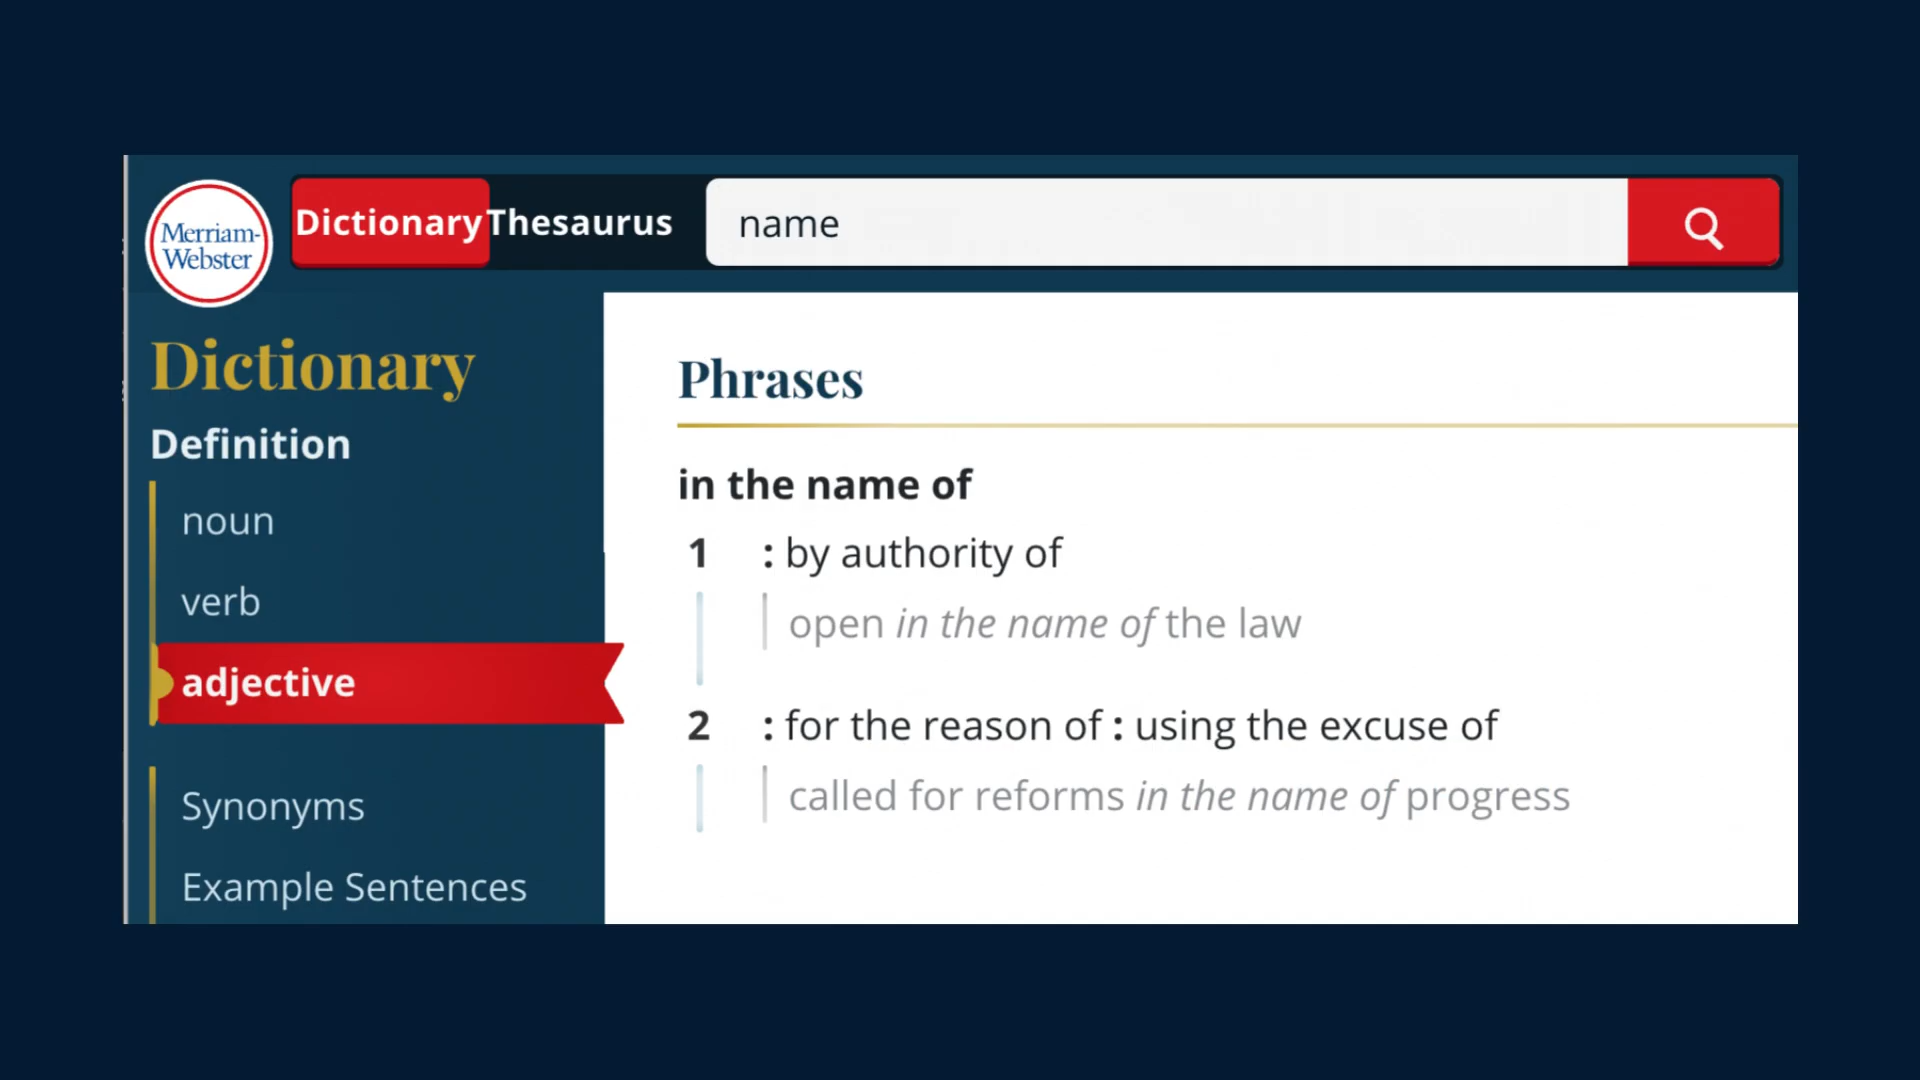 Merriam-
Webster
Dictionary Thesaurus
name
Dictionary
Definition
noun
verb
adjective
Synonyms
Example Sentences
Phrases
in the name of
1 : by authority of
open in the name of the law
2 : for the reason of : using the excuse of
called for reforms in the name of progress